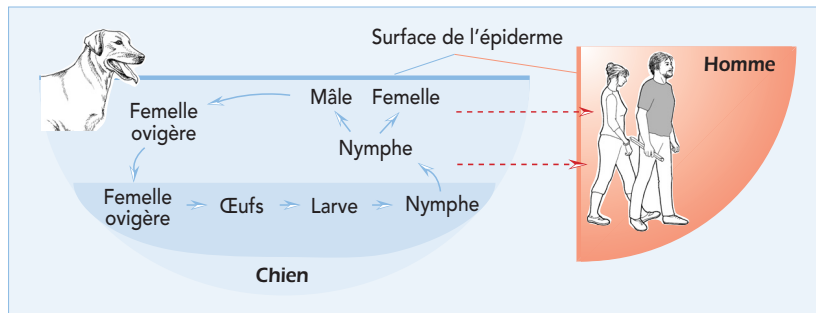 Surface de l'épiderme
Homme
Mâle Femelle
Femelle
ovigère
Nymphe
Femelle
ovigère
Œufs
Larve
Nymphe
Chien